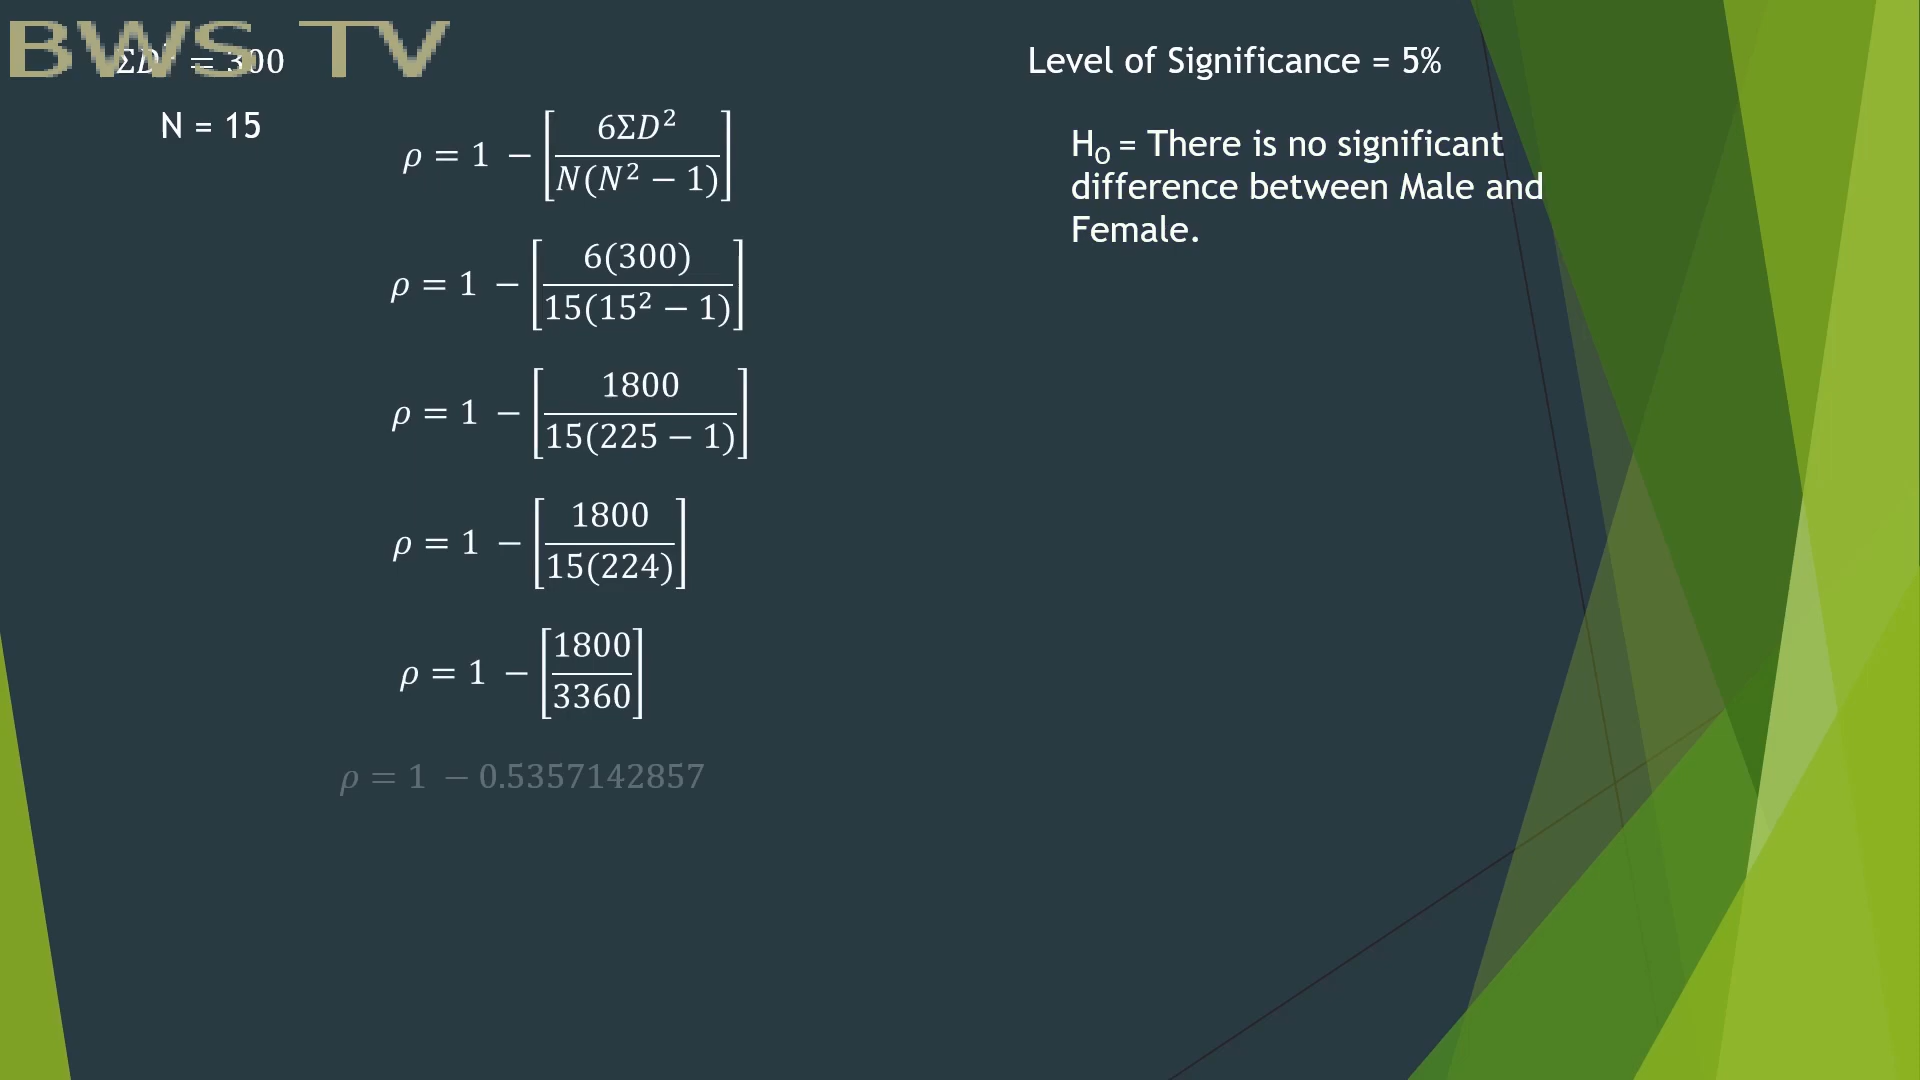 BWS TV
ΣD² = 300
N = 15
ρ = 1 − [6ΣD² / N(N² − 1)]
ρ = 1 − [6(300) / 15(15² − 1)]
ρ = 1 − [1800 / 15(225 − 1)]
ρ = 1 − [1800 / 15(224)]
ρ = 1 − [1800 / 3360]
ρ = 1 − 0.5357142857
Level of Significance = 5%
H₀ = There is no significant
difference between Male and
Female.